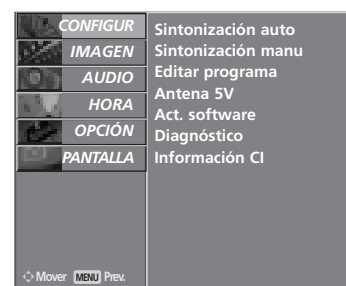 CONFIGUR
IMAGEN
AUDIO
HORA
OPCIÓN
PANTALLA
Sintonización auto
Sintonización manu
Editar programa
Antena 5V
Act. software
Diagnóstico
Información CI
Mover MENU Prev.